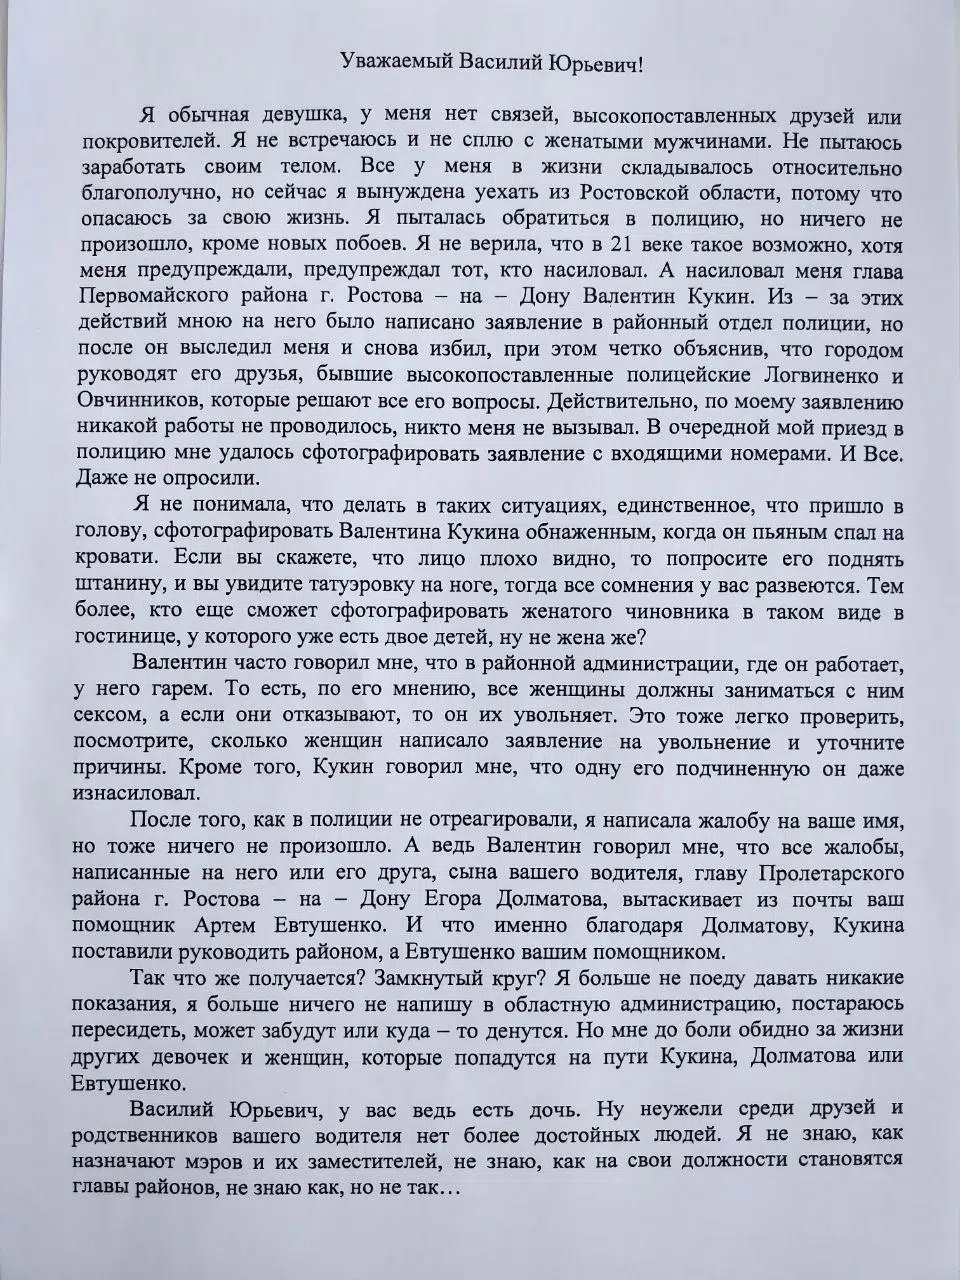 Уважаемый Василий Юрьевич!
Я обычная девушка, у меня нет связей, высокопоставленных друзей или
покровителей. Я не встречаюсь и не сплю с женатыми мужчинами. Не пытаюсь
заработать своим телом. Все у меня в жизни складывалось относительно
благополучно, но сейчас я вынуждена уехать из Ростовской области, потому что
опасаюсь за свою жизнь. Я пыталась обратиться в полицию, но ничего не
произошло, кроме новых побоев. Я не верила, что в 21 веке такое возможно, хотя
меня предупреждали, предупреждал тот, кто насиловал. А насиловал меня глава
Первомайского района г. Ростова – на – Дону Валентин Кукин. Из – за этих
действий мною на него было написано заявление в районный отдел полиции, но
после он выследил меня и снова избил, при этом четко объяснив, что городом
руководят его друзья, бывшие высокопоставленные полицейские Логвиненко и
Овчинников, которые решают все его вопросы. Действительно, по моему заявлению
никакой работы не проводилось, никто меня не вызывал. В очередной мой приезд в
полицию мне удалось сфотографировать заявление с входящими номерами. И Все.
Даже не опросили.
Я не понимала, что делать в таких ситуациях, единственное, что пришло в
голову, сфотографировать Валентина Кукина обнаженным, когда он пьяным спал на
кровати. Если вы скажете, что лицо плохо видно, то попросите его поднять
штанину, и вы увидите татуэровку на ноге, тогда все сомнения у вас развеются. Тем
более, кто еще сможет сфотографировать женатого чиновника в таком виде в
гостинице, у которого уже есть двое детей, ну не жена же?
Валентин часто говорил мне, что в районной администрации, где он работает,
у него гарем. То есть, по его мнению, все женщины должны заниматься с ним
сексом, а если они отказывают, то он их увольняет. Это тоже легко проверить,
посмотрите, сколько женщин написало заявление на увольнение и уточните
причины. Кроме того, Кукин говорил мне, что одну его подчиненную он даже
изнасиловал.
После того, как в полиции не отреагировали, я написала жалобу на ваше имя,
но тоже ничего не произошло. А ведь Валентин говорил мне, что все жалобы,
написанные на него или его друга, сына вашего водителя, главу Пролетарского
района г. Ростова – на – Дону Егора Долматова, вытаскивает из почты ваш
помощник Артем Евтушенко. И что именно благодаря Долматову, Кукина
поставили руководить районом, а Евтушенко вашим помощником.
Так что же получается? Замкнутый круг? Я больше не поеду давать никакие
показания, я больше ничего не напишу в областную администрацию, постараюсь
пересидеть, может забудут или куда – то денутся. Но мне до боли обидно за жизни
других девочек и женщин, которые попадутся на пути Кукина, Долматова или
Евтушенко.
Василий Юрьевич, у вас ведь есть дочь. Ну неужели среди друзей и
родственников вашего водителя нет более достойных людей. Я не знаю, как
назначают мэров и их заместителей, не знаю, как на свои должности становятся
главы районов, не знаю как, но не так…